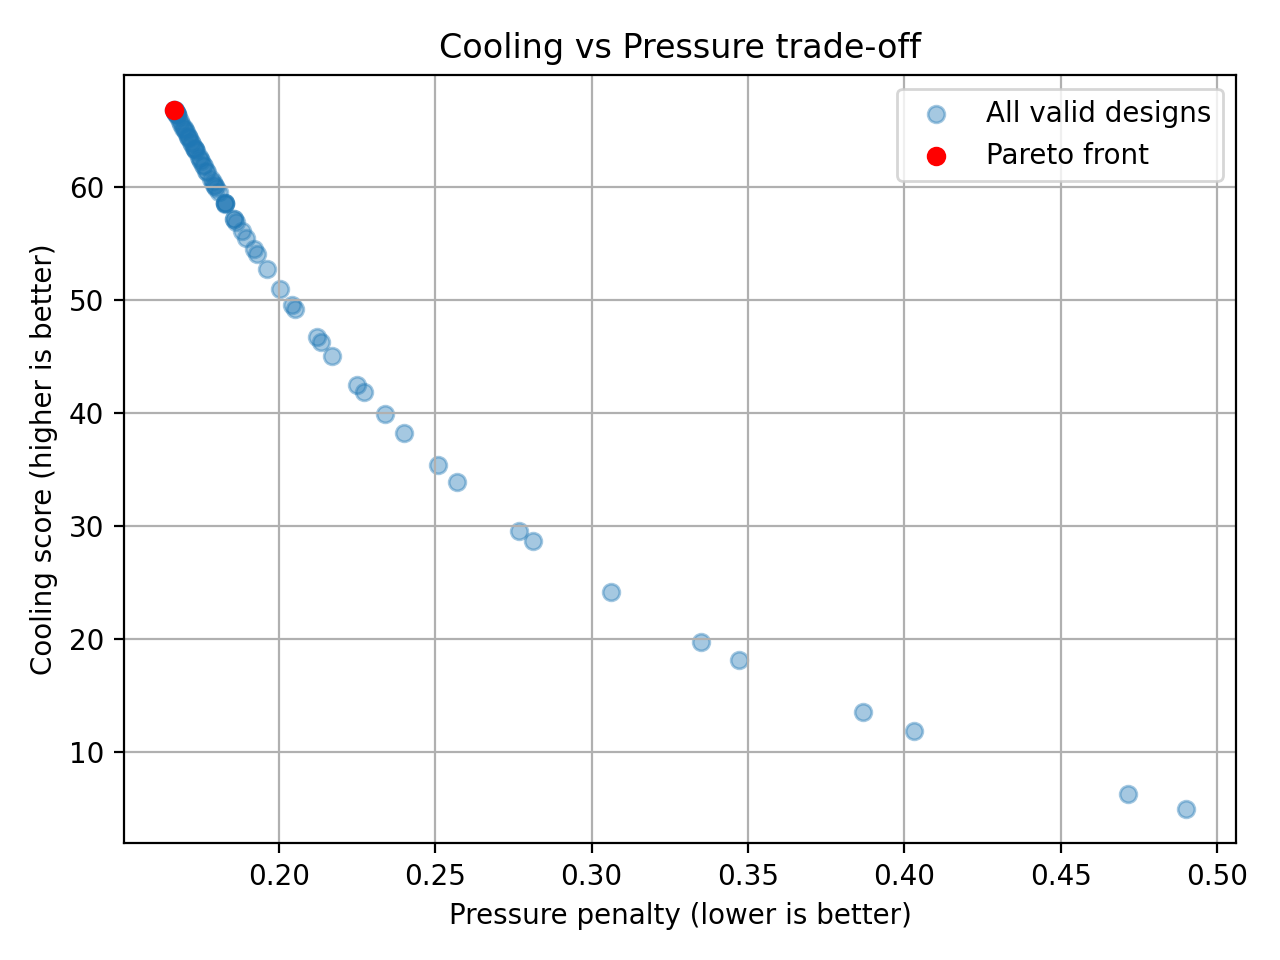 Cooling vs Pressure trade-off
All valid designs
Pareto front
Cooling score (higher is better)
60
50
40
30
20
10
0.20 0.25 0.30 0.35 0.40 0.45 0.50
Pressure penalty (lower is better)